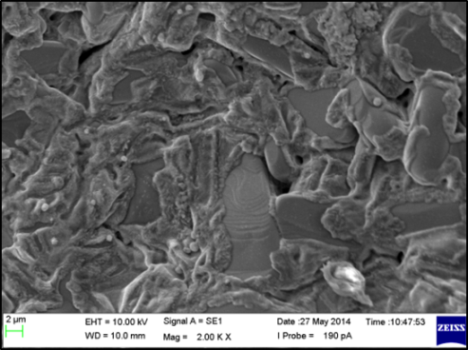 2 µm
EHT = 10.00 kV Signal A = SE1 Date :27 May 2014 Time :10:47:53
WD = 10.0 mm Mag = 2.00 K X I Probe = 190 pA
ZEISS